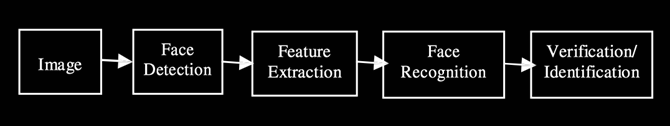 Image
Face
Detection
Feature
Extraction
Face
Recognition
Verification/
Identification